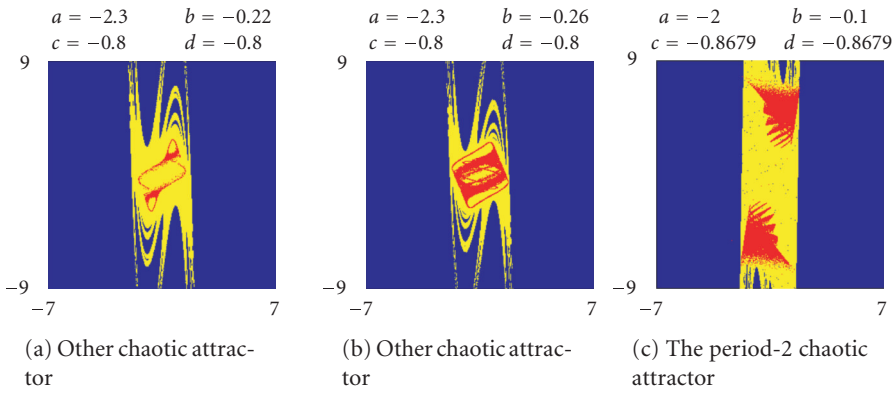 a = −2.3 b = −0.22
c = −0.8 d = −0.8
9
−9
−7 7
(a) Other chaotic attrac-
tor
a = −2.3 b = −0.26
c = −0.8 d = −0.8
9
−9
−7 7
(b) Other chaotic attrac-
tor
a = −2 b = −0.1
c = −0.8679 d = −0.8679
9
−9
−7 7
(c) The period-2 chaotic
attractor